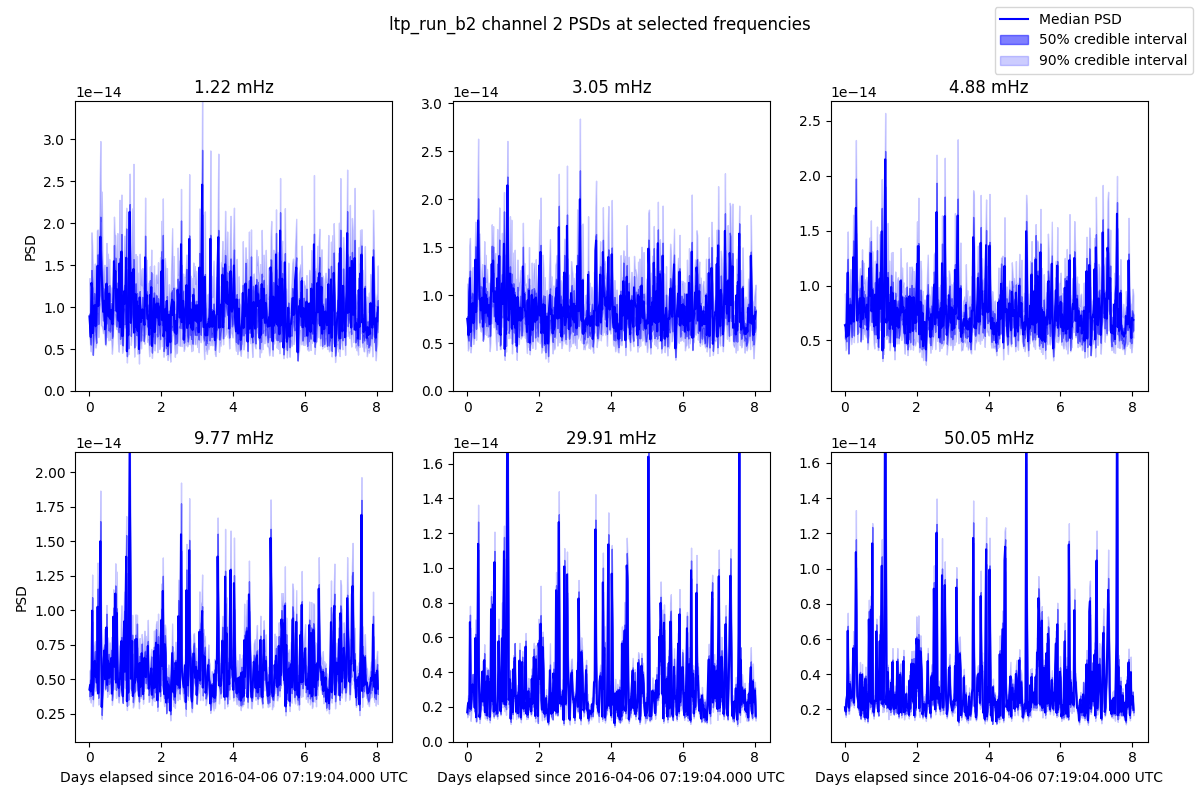 ltp_run_b2 channel 2 PSDs at selected frequencies
Median PSD
50% credible interval
90% credible interval
1.22 mHz
1e−14
PSD
3.0
2.5
2.0
1.5
1.0
0.5
0.0
0 2 4 6 8
3.05 mHz
1e−14
3.0
2.5
2.0
1.5
1.0
0.5
0.0
0 2 4 6 8
4.88 mHz
1e−14
2.5
2.0
1.5
1.0
0.5
0 2 4 6 8
9.77 mHz
1e−14
PSD
2.00
1.75
1.50
1.25
1.00
0.75
0.50
0.25
0 2 4 6 8
Days elapsed since 2016-04-06 07:19:04.000 UTC
29.91 mHz
1e−14
1.6
1.4
1.2
1.0
0.8
0.6
0.4
0.2
0.0
0 2 4 6 8
Days elapsed since 2016-04-06 07:19:04.000 UTC
50.05 mHz
1e−14
1.6
1.4
1.2
1.0
0.8
0.6
0.4
0.2
0 2 4 6 8
Days elapsed since 2016-04-06 07:19:04.000 UTC